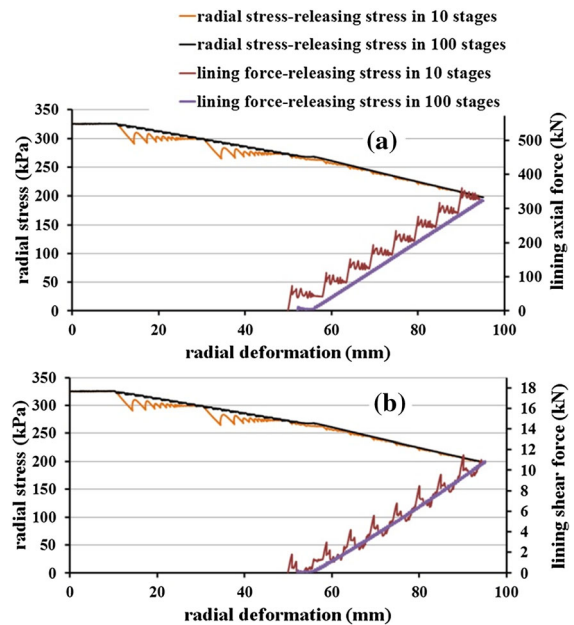 radial stress-releasing stress in 10 stages
radial stress-releasing stress in 100 stages
lining force-releasing stress in 10 stages
lining force-releasing stress in 100 stages
(a)
radial stress (kPa)
350
300
250
200
150
100
50
0
0 20 40 60 80 100
radial deformation (mm)
500
400
300
200
100
0
lining axial force (kN)
(b)
radial stress (kPa)
350
300
250
200
150
100
50
0
0 20 40 60 80 100
radial deformation (mm)
18
16
14
12
10
8
6
4
2
0
lining shear force (kN)